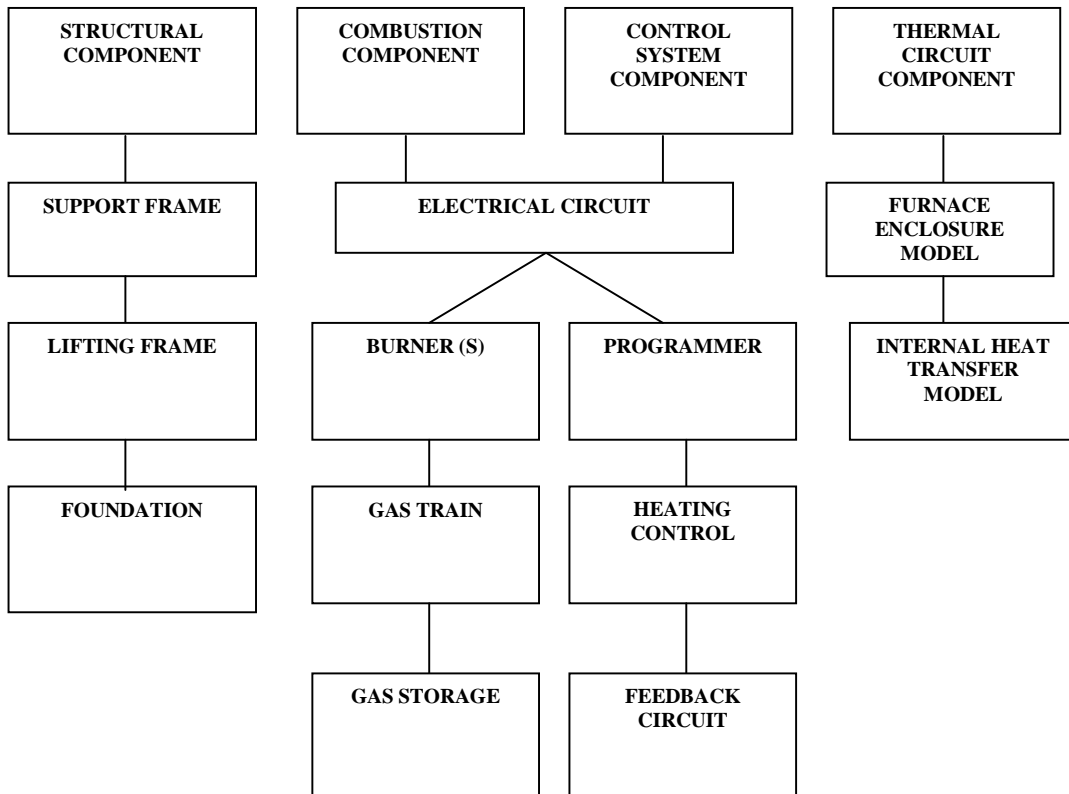 STRUCTURAL
COMPONENT
COMBUSTION
COMPONENT
CONTROL
SYSTEM
COMPONENT
THERMAL
CIRCUIT
COMPONENT
SUPPORT FRAME
ELECTRICAL CIRCUIT
FURNACE
ENCLOSURE
MODEL
LIFTING FRAME
BURNER (S)
PROGRAMMER
INTERNAL HEAT
TRANSFER
MODEL
FOUNDATION
GAS TRAIN
HEATING
CONTROL
GAS STORAGE
FEEDBACK
CIRCUIT